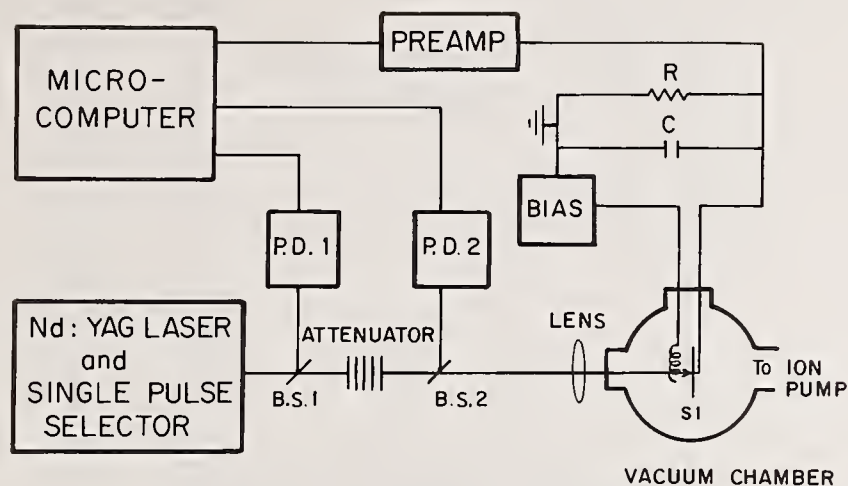 PREAMP
MICRO-
COMPUTER
R
C
BIAS
P.D. 1
P.D. 2
Nd: YAG LASER
and
SINGLE PULSE
SELECTOR
ATTENUATOR
B.S.1
B.S.2
LENS
S1
To ION
PUMP
VACUUM CHAMBER